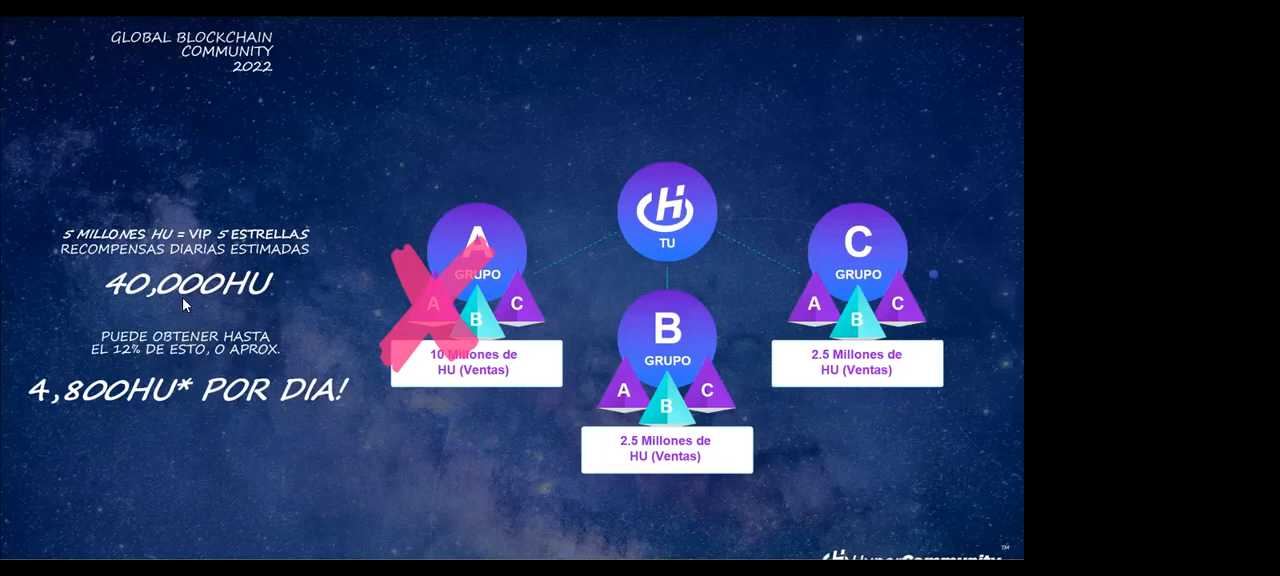 GLOBAL BLOCKCHAIN
COMMUNITY
2022
5 MILLONES HU = VIP 5 ESTRELLAS
RECOMPENSAS DIARIAS ESTIMADAS
40,000HU
PUEDE OBTENER HASTA
EL 12% DE ESTO, O APROX.
4,800HU* POR DIA!
TU
A
GRUPO
A
B
C
10 Millones de
HU (Ventas)
B
GRUPO
A
B
C
2.5 Millones de
HU (Ventas)
C
GRUPO
A
B
C
2.5 Millones de
HU (Ventas)
HyperCommunity
TM